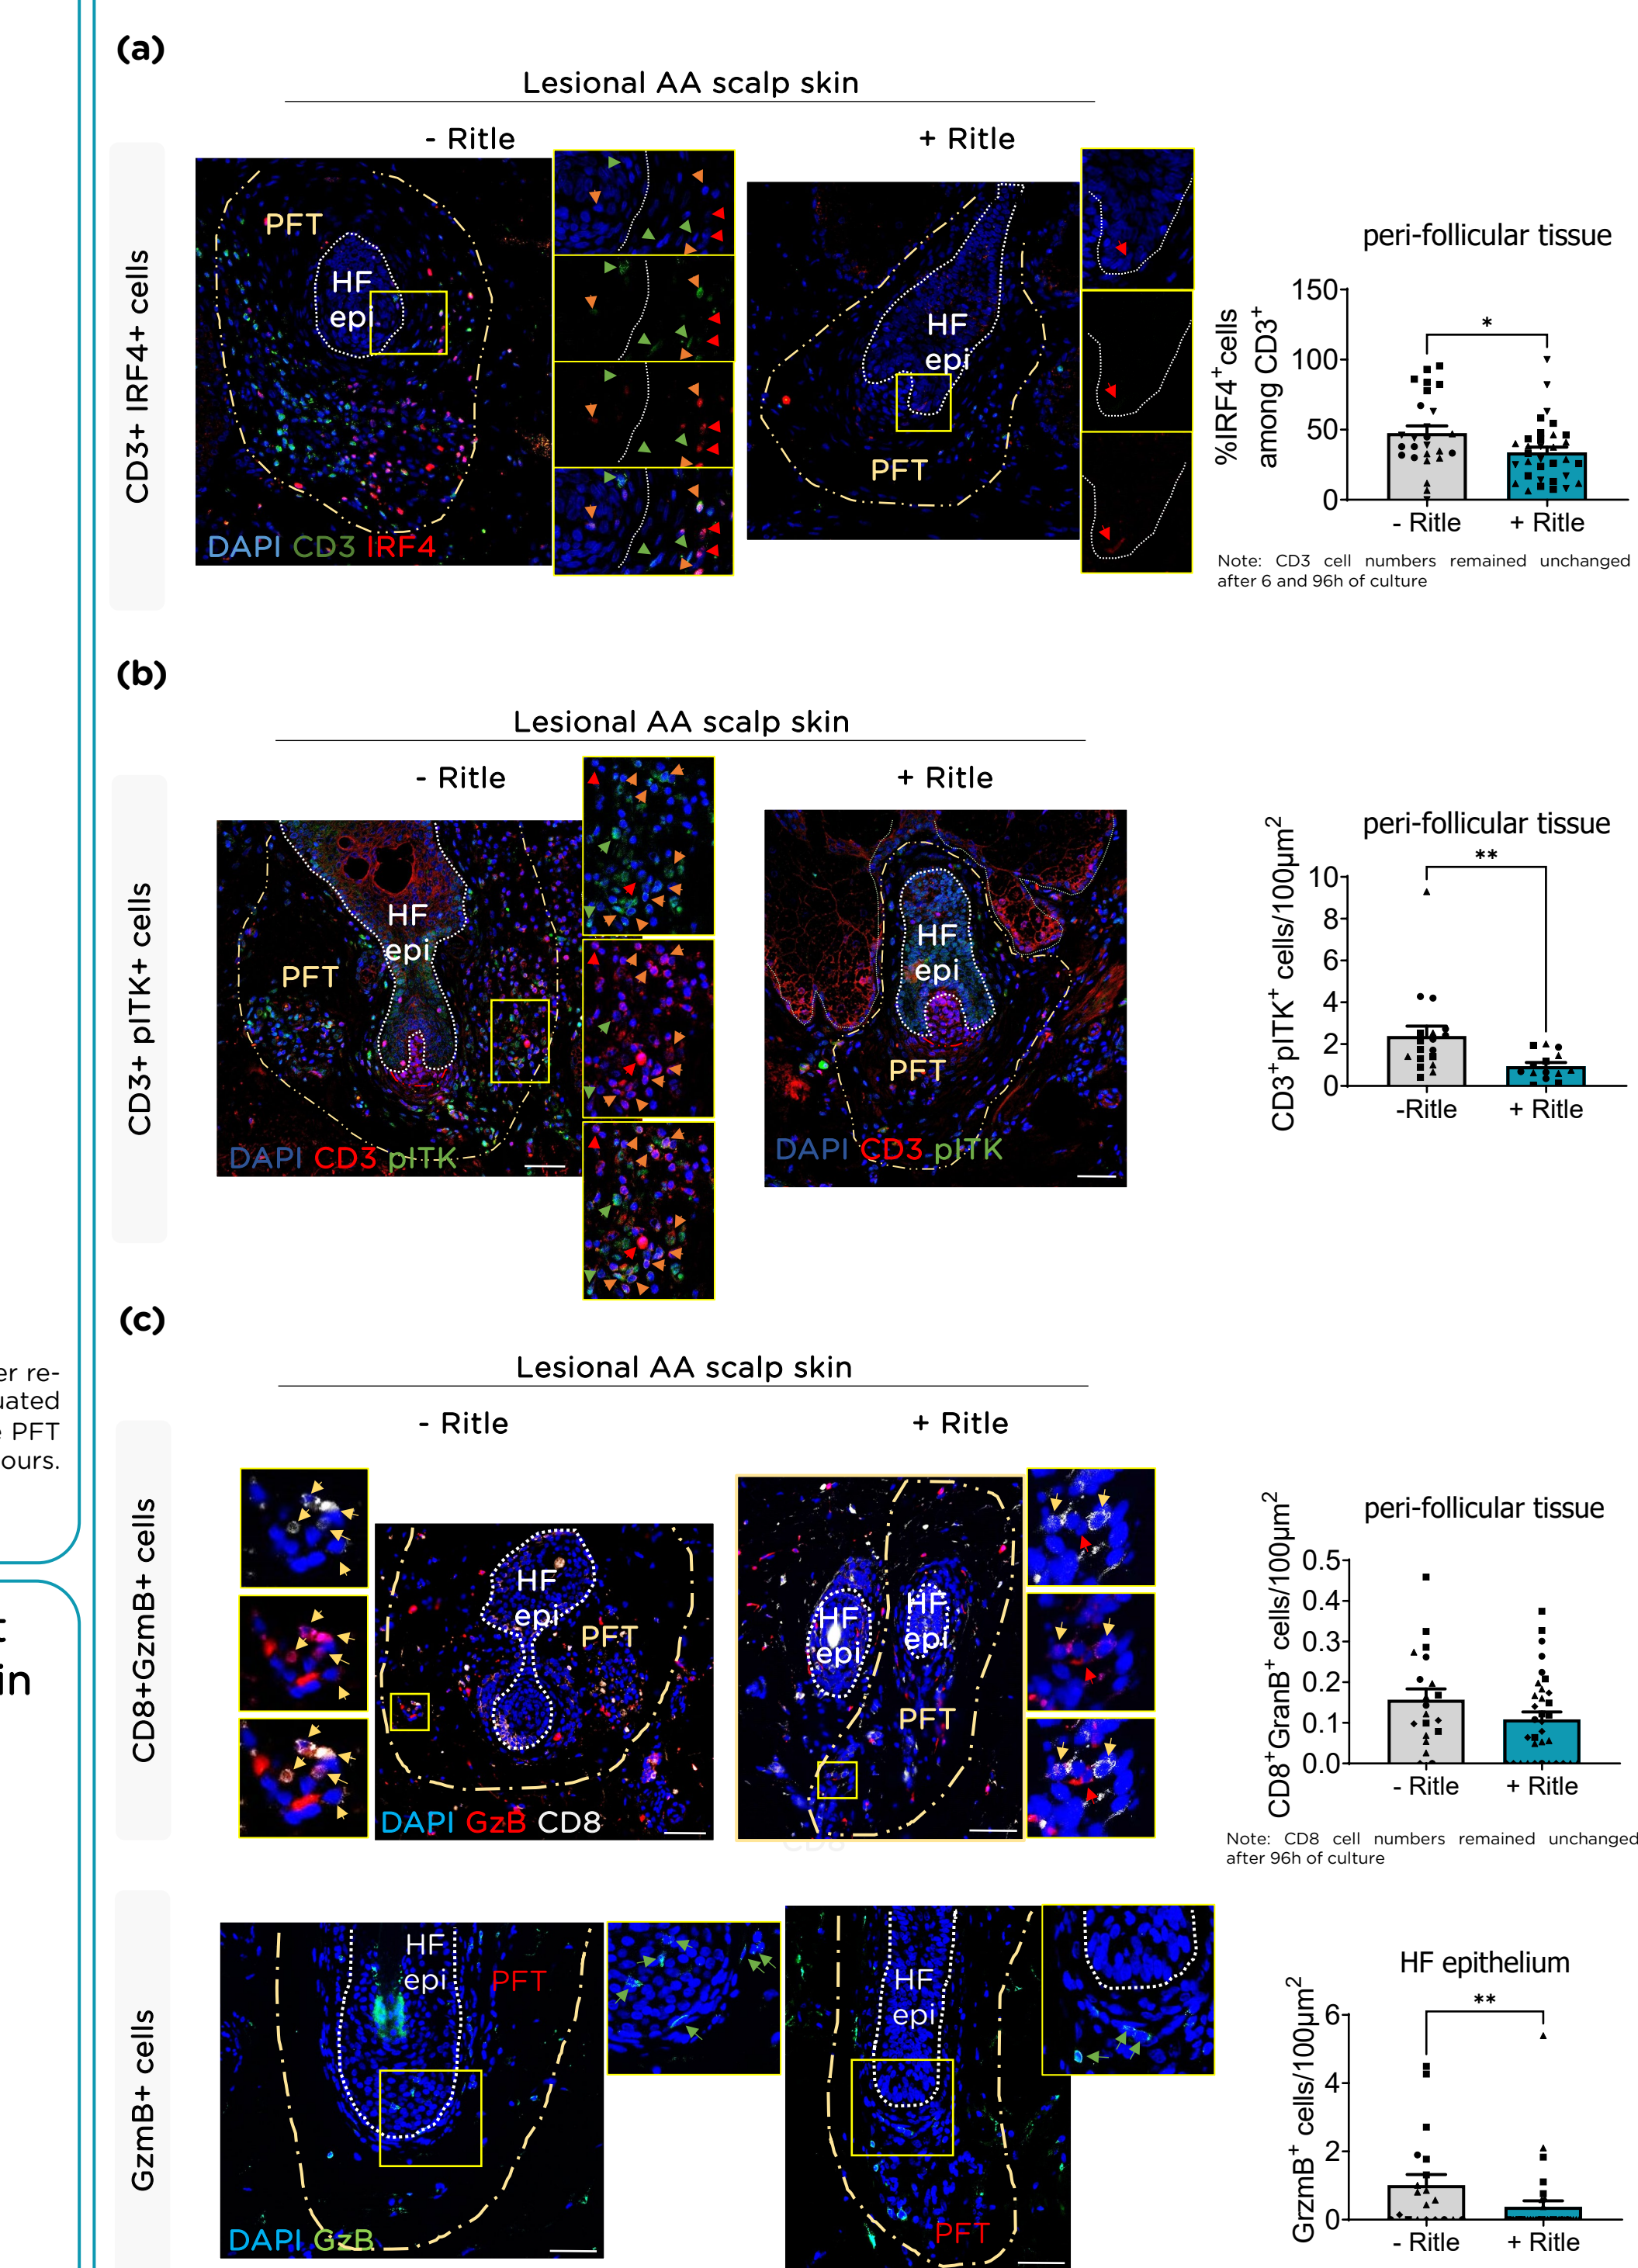 (a)
Lesional AA scalp skin
- Ritle
+ Ritle
CD3+ IRF4+ cells
PFT
HF
epi
DAPI CD3 IRF4
HF
epi
PFT
peri-follicular tissue
%IRF4+cells
among CD3+
150
100
50
0
*
- Ritle
+ Ritle
Note: CD3 cell numbers remained unchanged
after 6 and 96h of culture
(b)
Lesional AA scalp skin
- Ritle
+ Ritle
CD3+ pITK+ cells
HF
epi
PFT
DAPI CD3 pITK
HF
epi
PFT
DAPI CD3 pITK
peri-follicular tissue
CD3+pITK+ cells/100µm2
10
8
6
4
2
0
**
-Ritle
+ Ritle
(c)
Lesional AA scalp skin
- Ritle
+ Ritle
CD8+GzmB+ cells
HF
epi
PFT
DAPI GzB CD8
HF
epi
HF
epi
PFT
CD8
peri-follicular tissue
CD8+GranB+ cells/100µm2
0.5
0.4
0.3
0.2
0.1
0.0
- Ritle
+ Ritle
Note: CD8 cell numbers remained unchanged
after 96h of culture
GzmB+ cells
HF
epi
PFT
DAPI GzB
HF
epi
PFT
HF epithelium
GrzmB+ cells/100µm2
6
4
2
0
**
- Ritle
+ Ritle
er re-
uated
e PFT
ours.
t
in